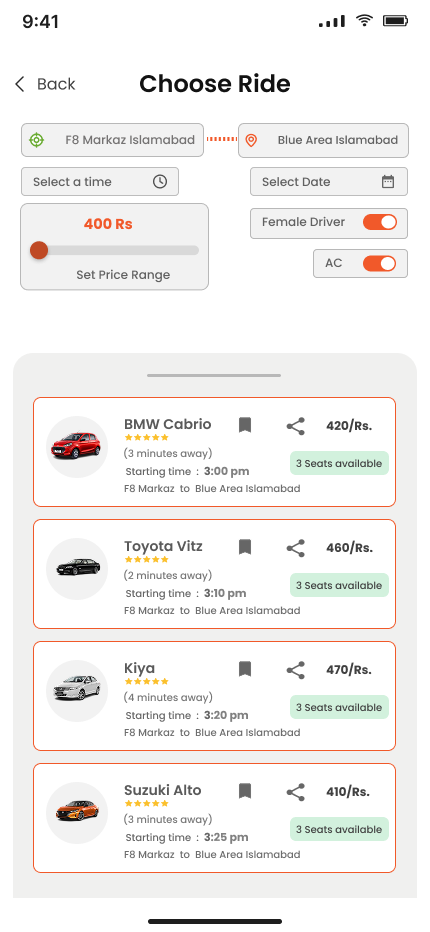 9:41
Back
Choose Ride
F8 Markaz Islamabad
Blue Area Islamabad
Select a time
Select Date
400 Rs
Set Price Range
Female Driver
AC
BMW Cabrio
420/Rs.
(3 minutes away)
3 Seats available
Starting time : 3:00 pm
F8 Markaz to Blue Area Islamabad
Toyota Vitz
460/Rs.
(2 minutes away)
3 Seats available
Starting time : 3:10 pm
F8 Markaz to Blue Area Islamabad
Kiya
470/Rs.
(4 minutes away)
3 Seats available
Starting time : 3:20 pm
F8 Markaz to Blue Area Islamabad
Suzuki Alto
410/Rs.
(3 minutes away)
3 Seats available
Starting time : 3:25 pm
F8 Markaz to Blue Area Islamabad